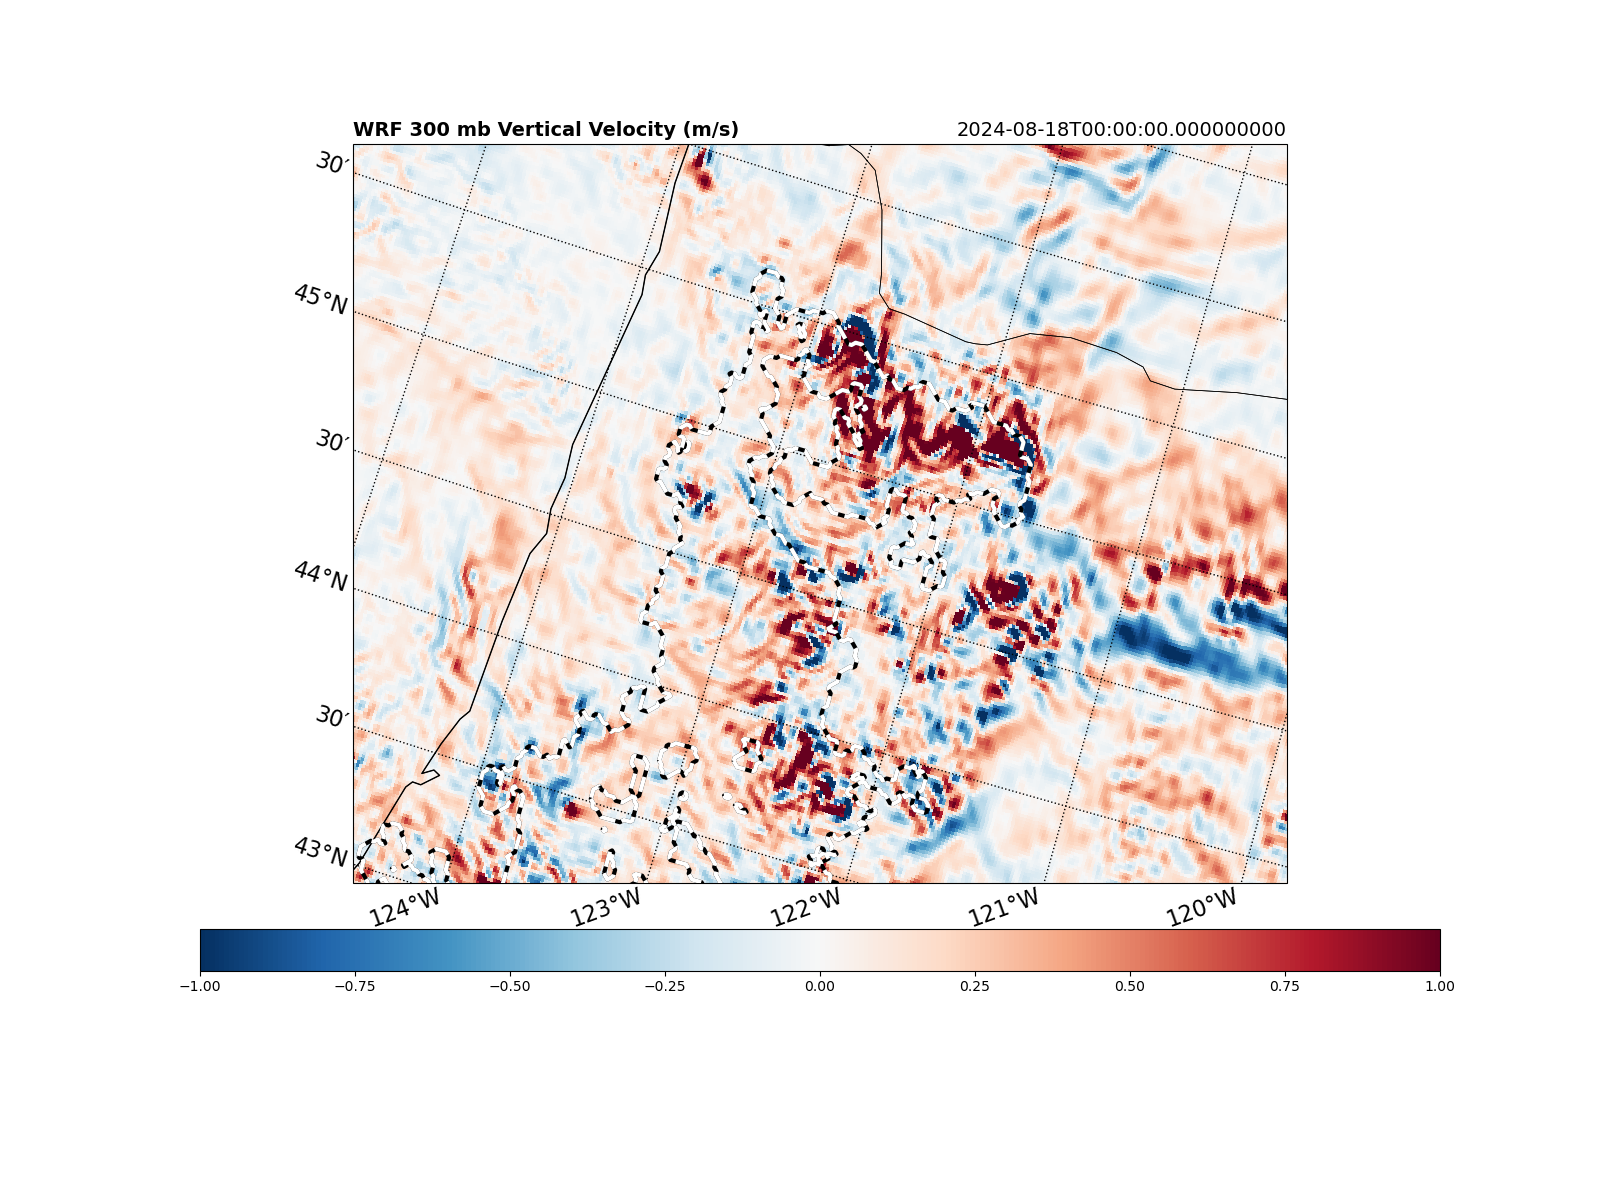 WRF 300 mb Vertical Velocity (m/s) 2024-08-18T00:00:00.000000000
30′
45°N
30′
44°N
30′
43°N
124°W 123°W 122°W 121°W 120°W
−1.00 −0.75 −0.50 −0.25 0.00 0.25 0.50 0.75 1.00